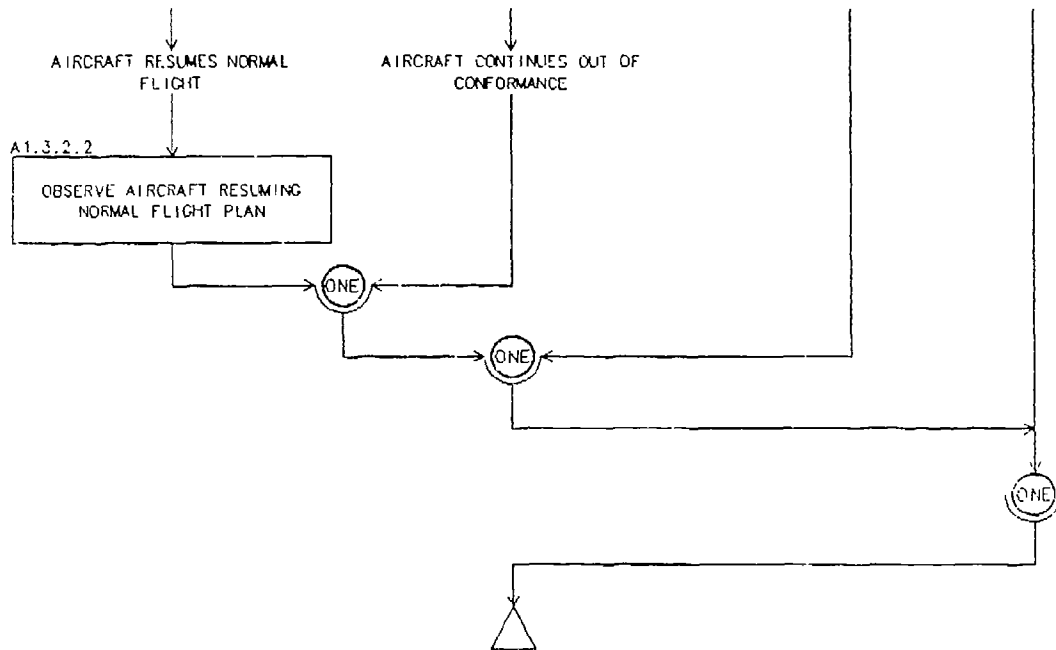 AIRCRAFT RESUMES NORMAL
FLIGHT
AIRCRAFT CONTINUES OUT OF
CONFORMANCE
A1.3.2.2
OBSERVE AIRCRAFT RESUMING
NORMAL FLIGHT PLAN
ONE
ONE
ONE